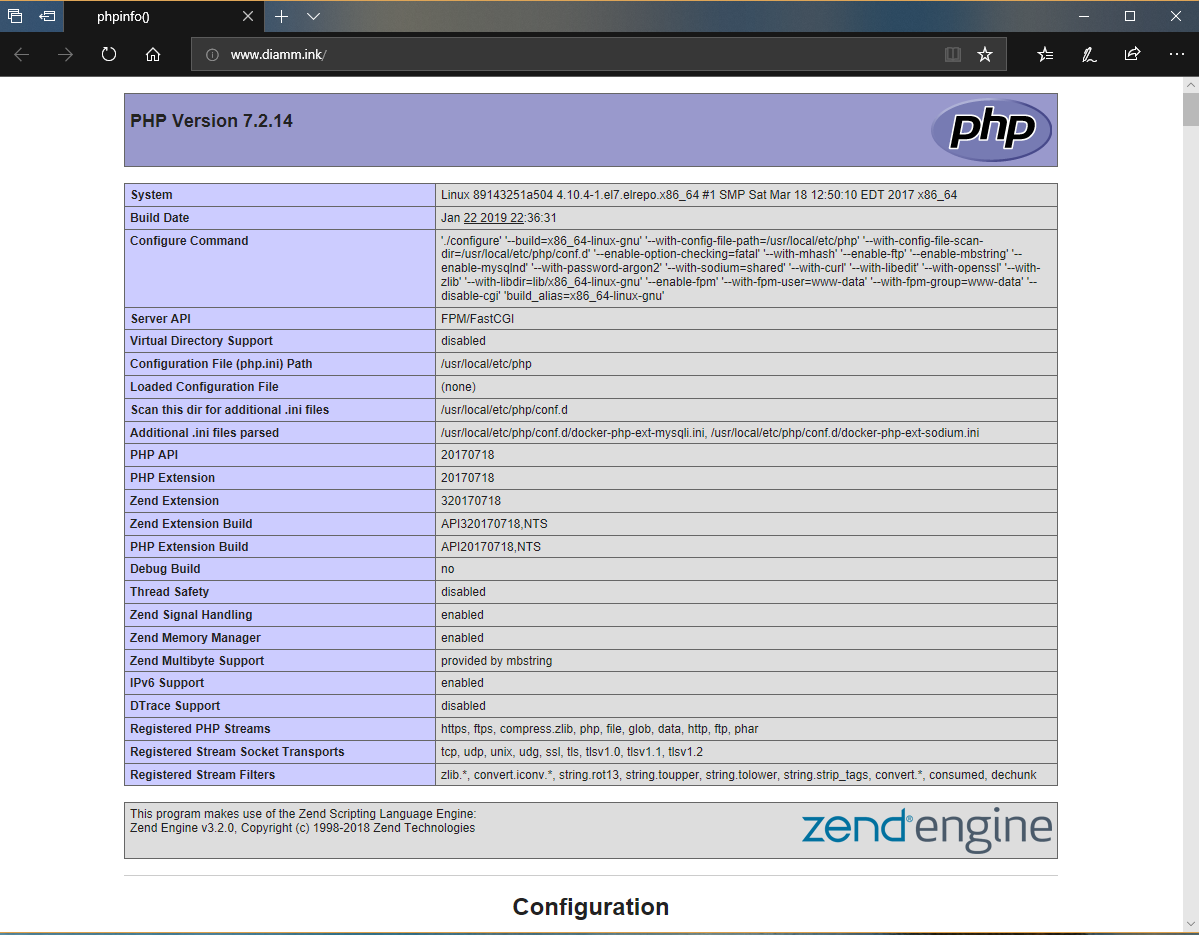 phpinfo()
www.diamm.ink/
PHP Version 7.2.14
php
System Linux 89143251a504 4.10.4-1.el7.elrepo.x86_64 #1 SMP Sat Mar 18 12:50:10 EDT 2017 x86_64
Build Date Jan 22 2019 22:36:31
Configure Command './configure' '--build=x86_64-linux-gnu' '--with-config-file-path=/usr/local/etc/php' '--with-config-file-scan-
dir=/usr/local/etc/php/conf.d' '--enable-option-checking=fatal' '--with-mhash' '--enable-ftp' '--enable-mbstring' '--
enable-mysqlnd' '--with-password-argon2' '--with-sodium=shared' '--with-curl' '--with-libedit' '--with-openssl' '--with-
zlib' '--with-libdir=lib/x86_64-linux-gnu' '--enable-fpm' '--with-fpm-user=www-data' '--with-fpm-group=www-data' '--
disable-cgi' 'build_alias=x86_64-linux-gnu'
Server API FPM/FastCGI
Virtual Directory Support disabled
Configuration File (php.ini) Path /usr/local/etc/php
Loaded Configuration File (none)
Scan this dir for additional .ini files /usr/local/etc/php/conf.d
Additional .ini files parsed /usr/local/etc/php/conf.d/docker-php-ext-mysqli.ini, /usr/local/etc/php/conf.d/docker-php-ext-sodium.ini
PHP API 20170718
PHP Extension 20170718
Zend Extension 320170718
Zend Extension Build API320170718,NTS
PHP Extension Build API20170718,NTS
Debug Build no
Thread Safety disabled
Zend Signal Handling enabled
Zend Memory Manager enabled
Zend Multibyte Support provided by mbstring
IPv6 Support enabled
DTrace Support disabled
Registered PHP Streams https, ftps, compress.zlib, php, file, glob, data, http, ftp, phar
Registered Stream Socket Transports tcp, udp, unix, udg, ssl, tls, tlsv1.0, tlsv1.1, tlsv1.2
Registered Stream Filters zlib.*, convert.iconv.*, string.rot13, string.toupper, string.tolower, string.strip_tags, convert.*, consumed, dechunk
This program makes use of the Zend Scripting Language Engine:
Zend Engine v3.2.0, Copyright (c) 1998-2018 Zend Technologies
zend® engine
Configuration